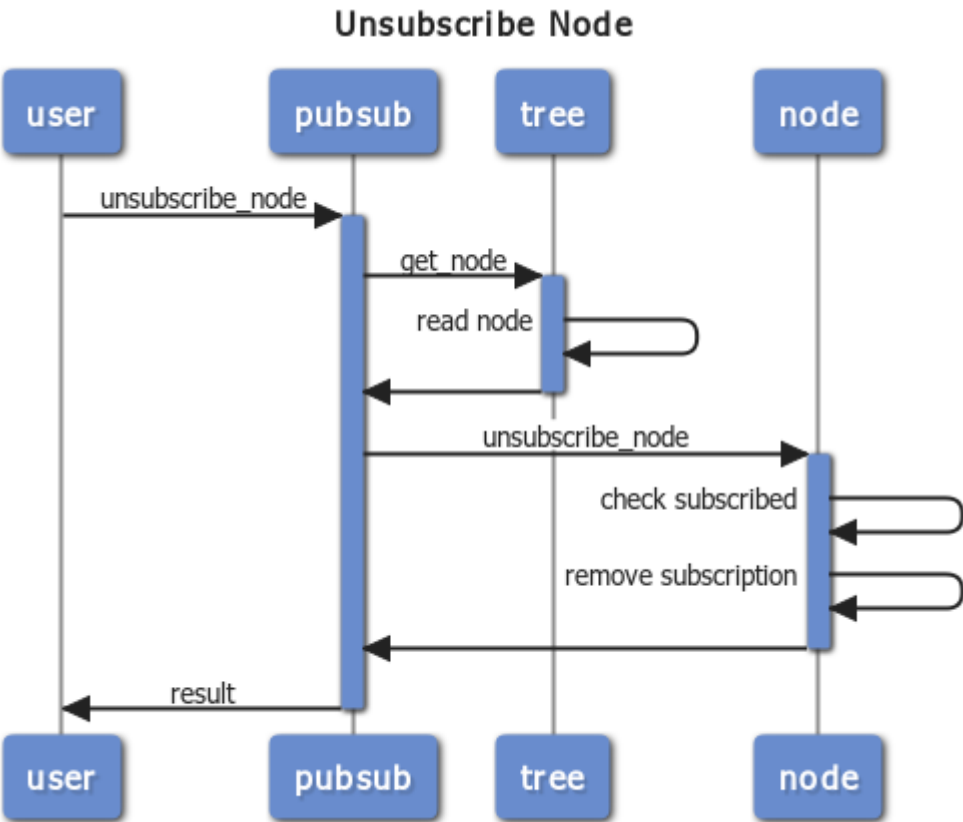 Unsubscribe Node
user
pubsub
tree
node
unsubscribe_node
get_node
read node
unsubscribe_node
check subscribed
remove subscription
result
user
pubsub
tree
node